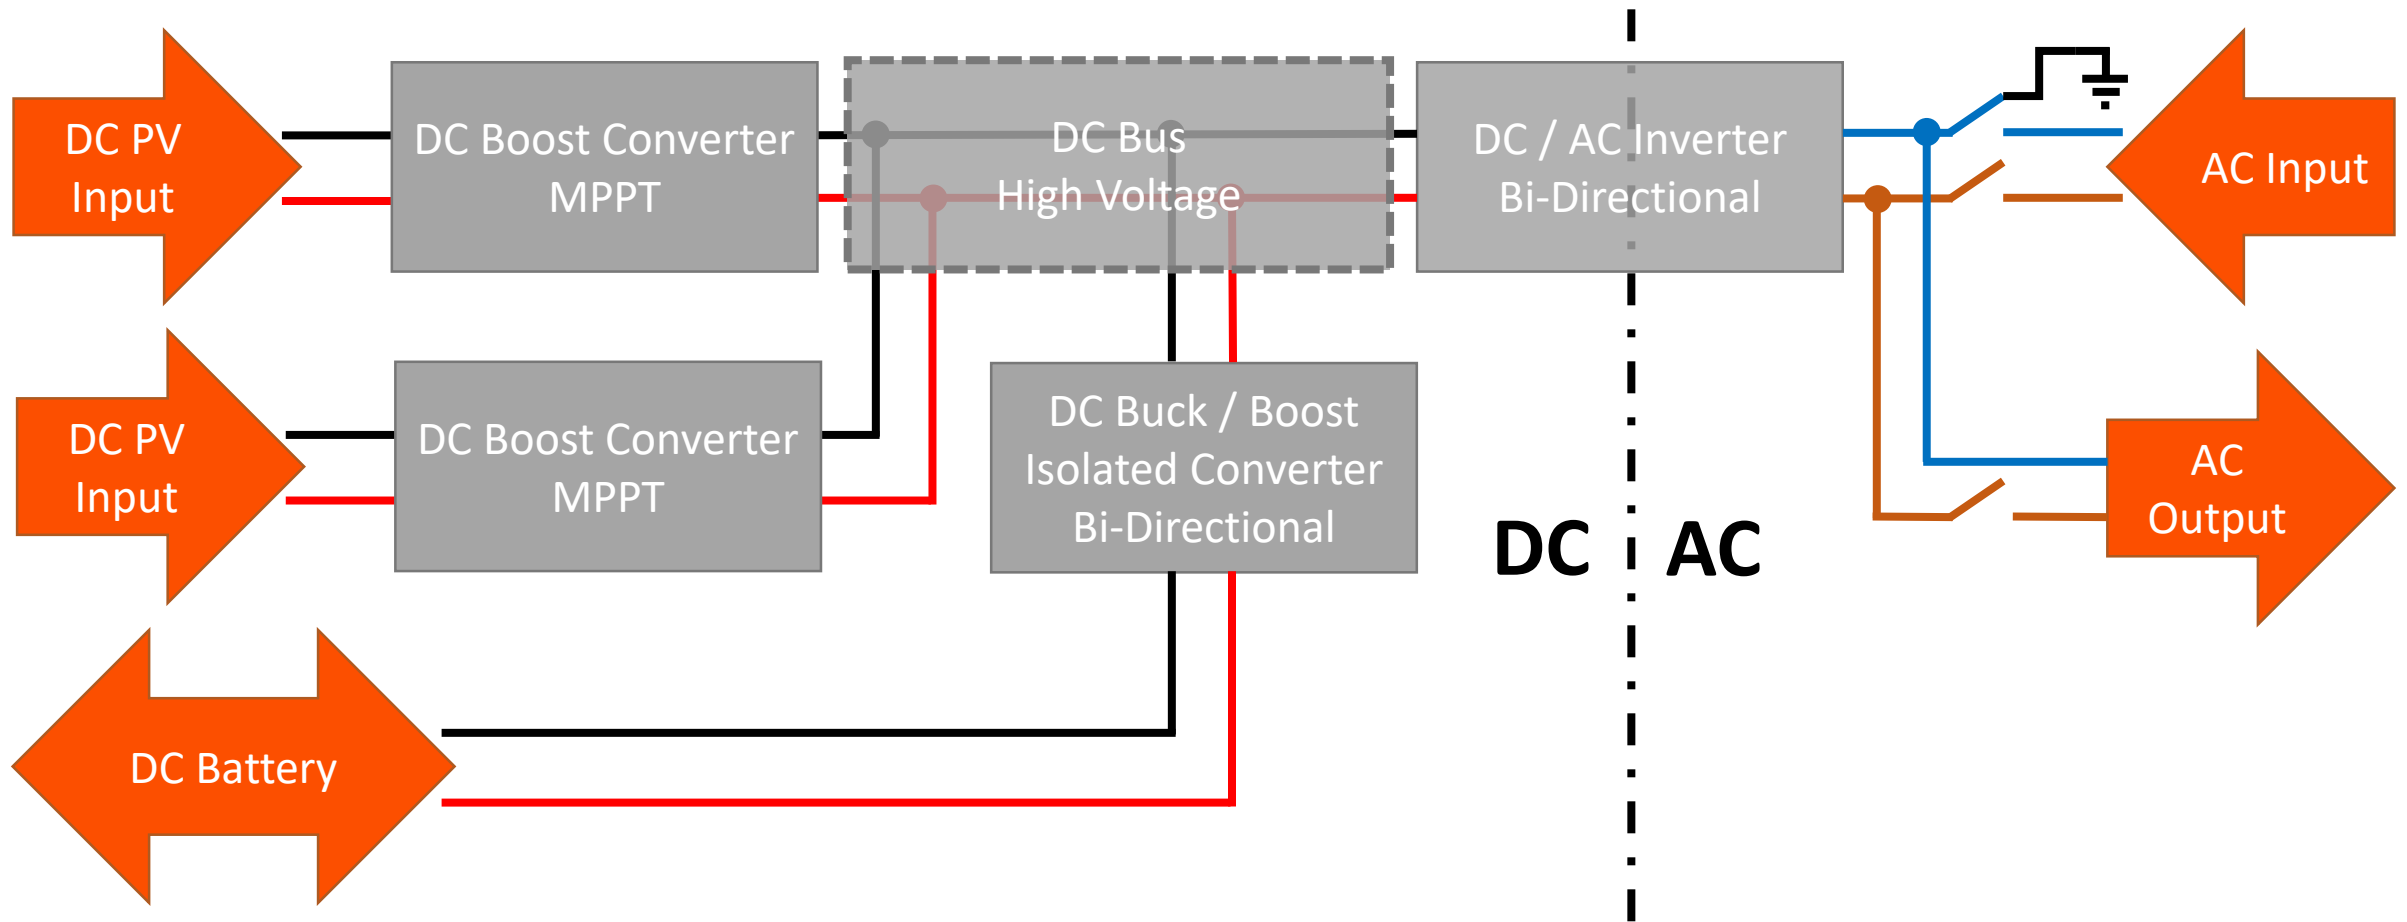 DC PV
Input
DC Boost Converter
MPPT
DC Bus
High Voltage
DC / AC Inverter
Bi-Directional
AC Input
DC PV
Input
DC Boost Converter
MPPT
DC Buck / Boost
Isolated Converter
Bi-Directional
DC
AC
AC
Output
DC Battery